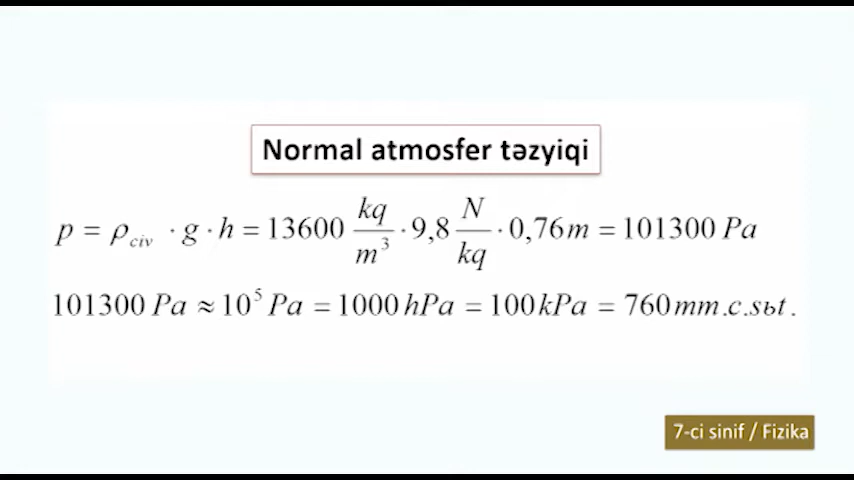 Normal atmosfer təzyiqi
p = ρ_civ · g · h = 13600 kq/m³ · 9,8 N/kq · 0,76 m = 101300 Pa
101300 Pa ≈ 10⁵ Pa = 1000 hPa = 100 kPa = 760 mm.c.sьt.
7-ci sinif / Fizika